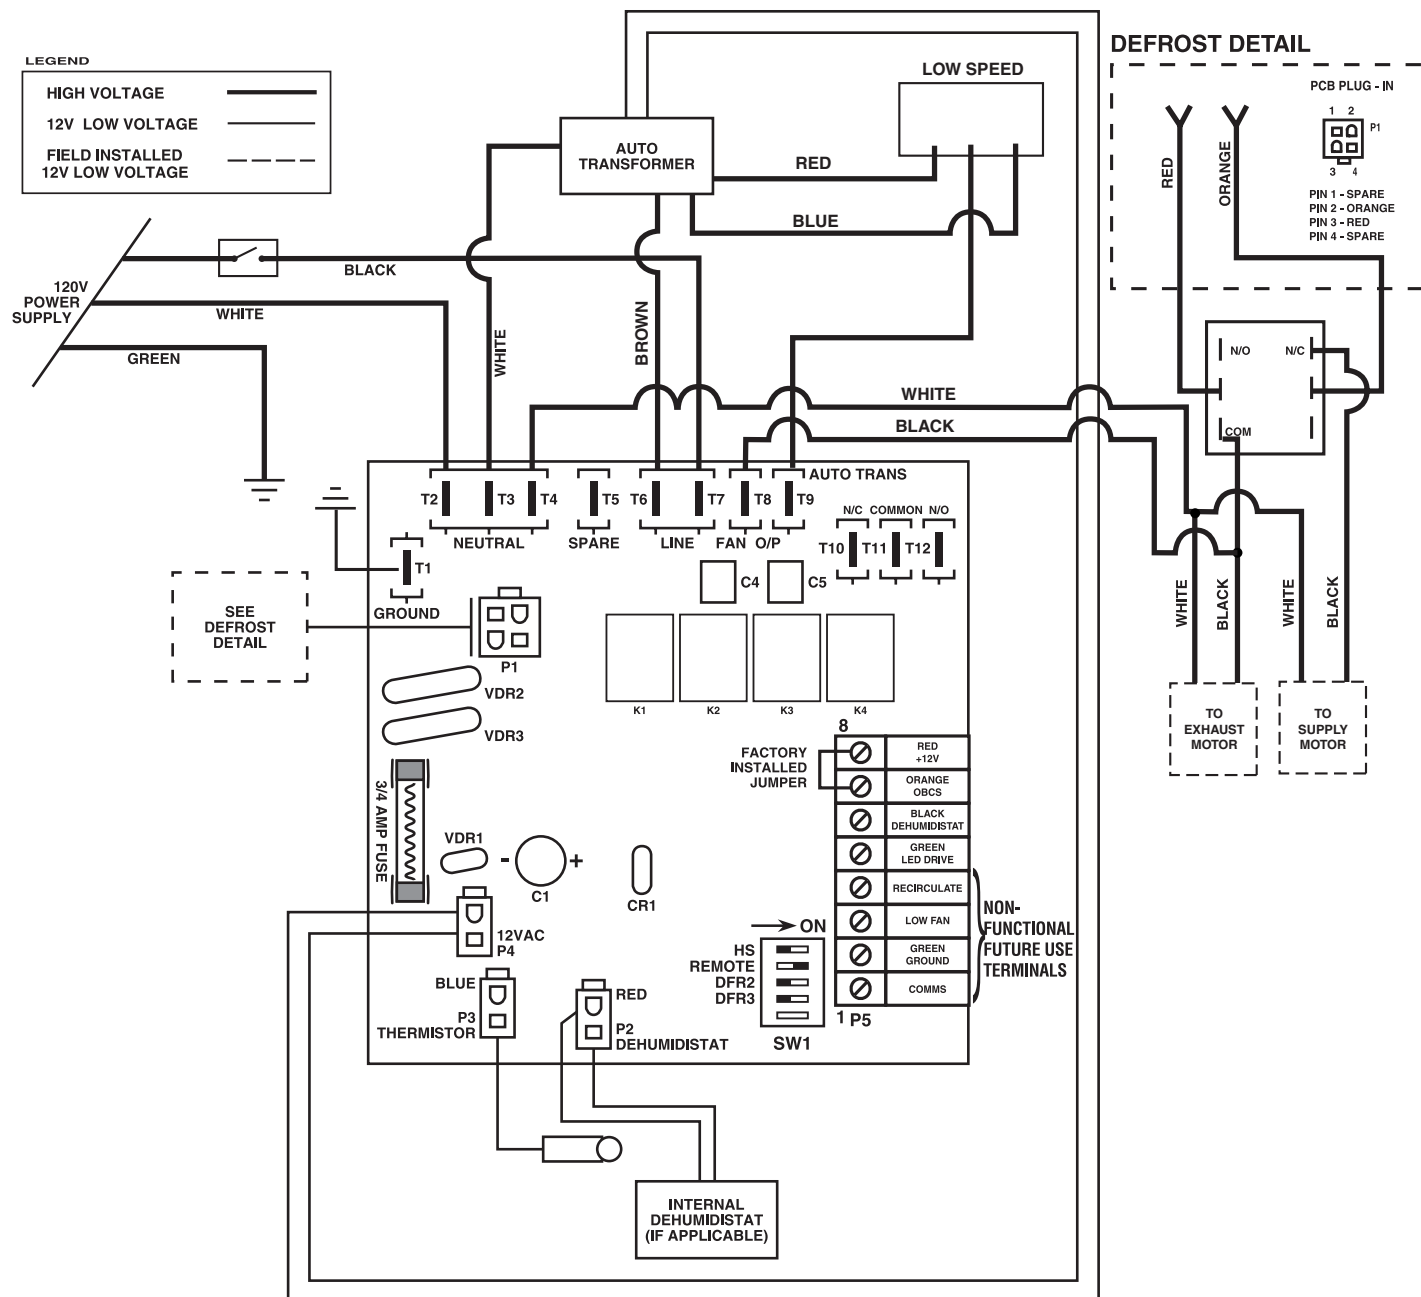 LEGEND
HIGH VOLTAGE
12V LOW VOLTAGE
FIELD INSTALLED
12V LOW VOLTAGE
120V
POWER
SUPPLY
BLACK
WHITE
GREEN
AUTO
TRANSFORMER
LOW SPEED
RED
BLUE
WHITE
BROWN
WHITE
BLACK
DEFROST DETAIL
PCB PLUG - IN
1 2
P1
3 4
PIN 1 - SPARE
PIN 2 - ORANGE
PIN 3 - RED
PIN 4 - SPARE
RED
ORANGE
N/O
N/C
COM
WHITE
BLACK
WHITE
BLACK
TO
EXHAUST
MOTOR
TO
SUPPLY
MOTOR
AUTO TRANS
T2
T3
T4
T5
T6
T7
T8
T9
NEUTRAL
SPARE
LINE
FAN O/P
N/C COMMON N/O
T10
T11
T12
T1
GROUND
C4
C5
SEE
DEFROST
DETAIL
P1
VDR2
VDR3
K1
K2
K3
K4
3/4 AMP FUSE
VDR1
-
+
C1
CR1
FACTORY
INSTALLED
JUMPER
8
RED
+12V
ORANGE
OBCS
BLACK
DEHUMIDISTAT
GREEN
LED DRIVE
RECIRCULATE
LOW FAN
GREEN
GROUND
COMMS
1 P5
NON-
FUNCTIONAL
FUTURE USE
TERMINALS
ON
HS
REMOTE
DFR2
DFR3
SW1
12VAC
P4
BLUE
P3
THERMISTOR
RED
P2
DEHUMIDISTAT
INTERNAL
DEHUMIDISTAT
(IF APPLICABLE)